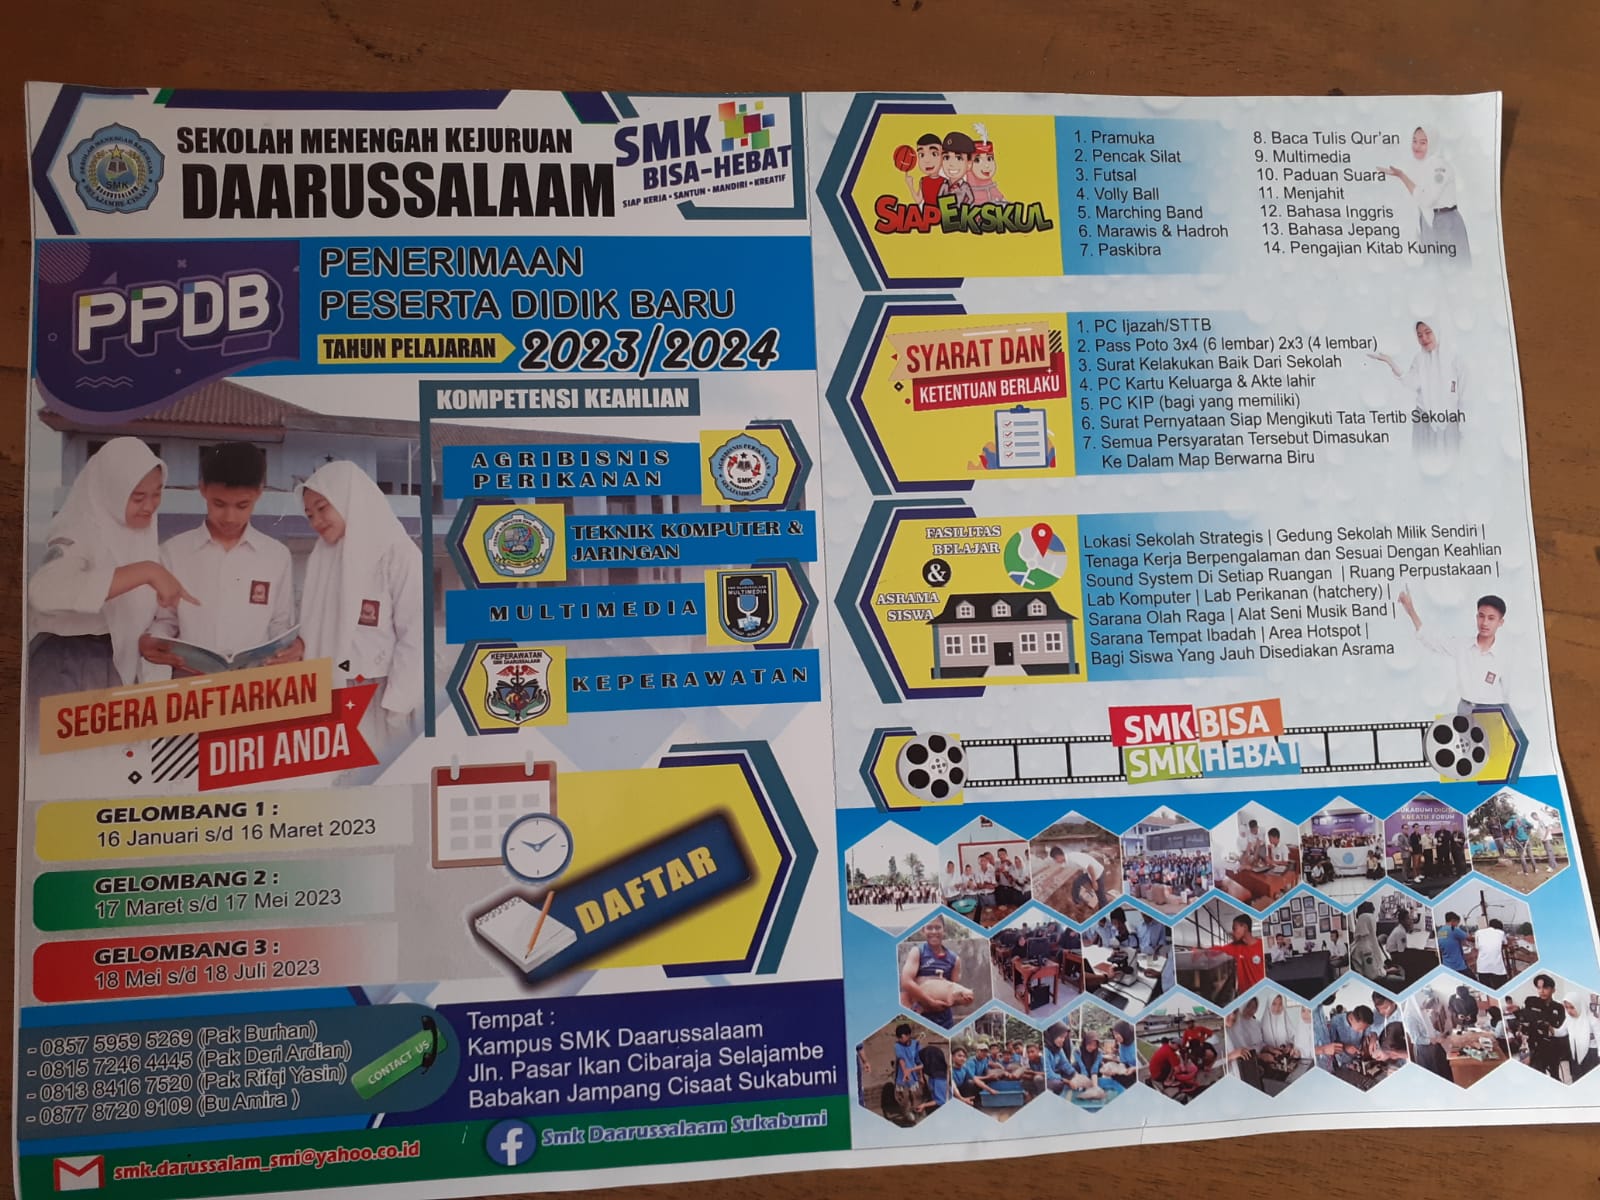 SEKOLAH MENENGAH KEJURUAN
DAARUSSALAAM
SMK
BISA-HEBAT
SIAP KERJA • SANTUN • MANDIRI • KREATIF
SMK
PPDB
PENERIMAAN
PESERTA DIDIK BARU
TAHUN PELAJARAN 2023/2024
KOMPETENSI KEAHLIAN
AGRIBISNIS
PERIKANAN
TEKNIK KOMPUTER &
JARINGAN
MULTIMEDIA
KEPERAWATAN
SEGERA DAFTARKAN
DIRI ANDA
GELOMBANG 1 :
16 Januari s/d 16 Maret 2023
GELOMBANG 2 :
17 Maret s/d 17 Mei 2023
GELOMBANG 3 :
18 Mei s/d 18 Juli 2023
DAFTAR
- 0857 5959 5269 (Pak Burhan)
- 0815 7246 4445 (Pak Deri Ardian)
- 0813 8416 7520 (Pak Rifqi Yasin)
- 0877 8720 9109 (Bu Amira )
CONTACT US
Tempat :
Kampus SMK Daarussalaam
Jln. Pasar Ikan Cibaraja Selajambe
Babakan Jampang Cisaat Sukabumi
smk.darussalam_smi@yahoo.co.id
Smk Daarussalaam Sukabumi
SIAP EKSKUL
1. Pramuka
2. Pencak Silat
3. Futsal
4. Volly Ball
5. Marching Band
6. Marawis & Hadroh
7. Paskibra
8. Baca Tulis Qur'an
9. Multimedia
10. Paduan Suara
11. Menjahit
12. Bahasa Inggris
13. Bahasa Jepang
14. Pengajian Kitab Kuning
SYARAT DAN
KETENTUAN BERLAKU
1. PC Ijazah/STTB
2. Pass Poto 3x4 (6 lembar) 2x3 (4 lembar)
3. Surat Kelakukan Baik Dari Sekolah
4. PC Kartu Keluarga & Akte lahir
5. PC KIP (bagi yang memiliki)
6. Surat Pernyataan Siap Mengikuti Tata Tertib Sekolah
7. Semua Persyaratan Tersebut Dimasukan
Ke Dalam Map Berwarna Biru
FASILITAS
BELAJAR
&
ASRAMA
SISWA
Lokasi Sekolah Strategis | Gedung Sekolah Milik Sendiri |
Tenaga Kerja Berpengalaman dan Sesuai Dengan Keahlian
Sound System Di Setiap Ruangan | Ruang Perpustakaan |
Lab Komputer | Lab Perikanan (hatchery) |
Sarana Olah Raga | Alat Seni Musik Band |
Sarana Tempat Ibadah | Area Hotspot |
Bagi Siswa Yang Jauh Disediakan Asrama
SMK BISA
SMK HEBAT